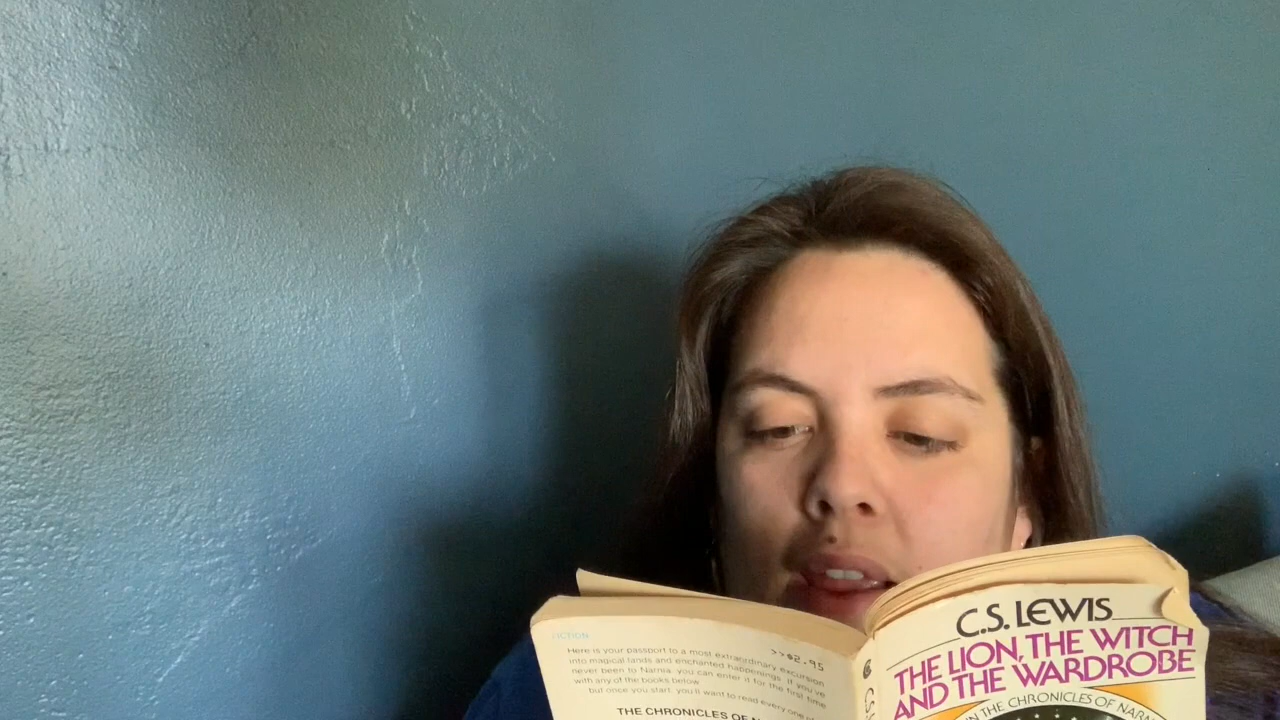 FICTION
>>$2.95
Here is your passport to a most extraordinary excursion
into magical lands and enchanted happenings. If you've
never been to Narnia, you can enter it for the first time
with any of the books below
but once you start, you'll want to read every one of
THE CHRONICLES OF
C.S. LEWIS
THE LION, THE WITCH
AND THE WARDROBE
IN THE CHRONICLES OF NARN
C.S.